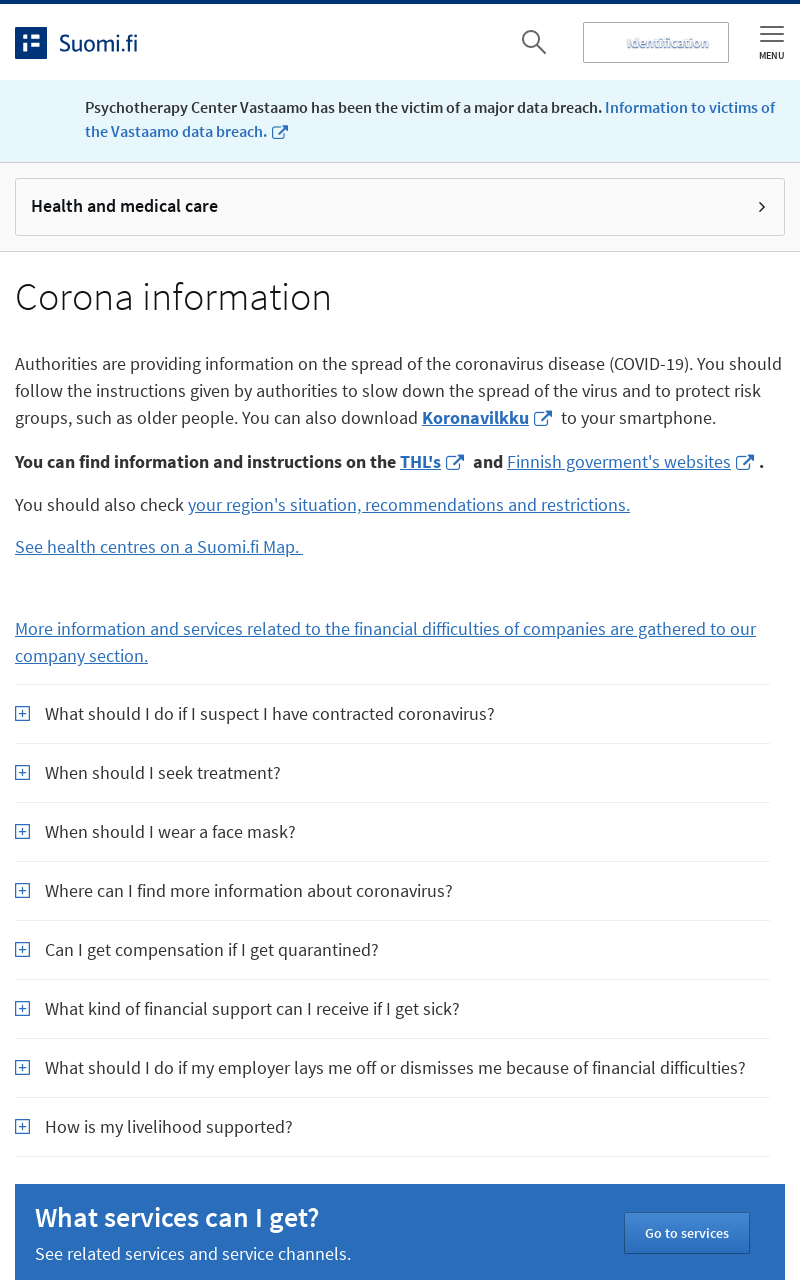 Suomi.fi
Identification
MENU
Psychotherapy Center Vastaamo has been the victim of a major data breach. Information to victims of
the Vastaamo data breach.
Health and medical care
Corona information
Authorities are providing information on the spread of the coronavirus disease (COVID-19). You should
follow the instructions given by authorities to slow down the spread of the virus and to protect risk
groups, such as older people. You can also download Koronavilkku to your smartphone.
You can find information and instructions on the THL's and Finnish goverment's websites .
You should also check your region's situation, recommendations and restrictions.
See health centres on a Suomi.fi Map.
More information and services related to the financial difficulties of companies are gathered to our
company section.
What should I do if I suspect I have contracted coronavirus?
When should I seek treatment?
When should I wear a face mask?
Where can I find more information about coronavirus?
Can I get compensation if I get quarantined?
What kind of financial support can I receive if I get sick?
What should I do if my employer lays me off or dismisses me because of financial difficulties?
How is my livelihood supported?
What services can I get?
See related services and service channels.
Go to services